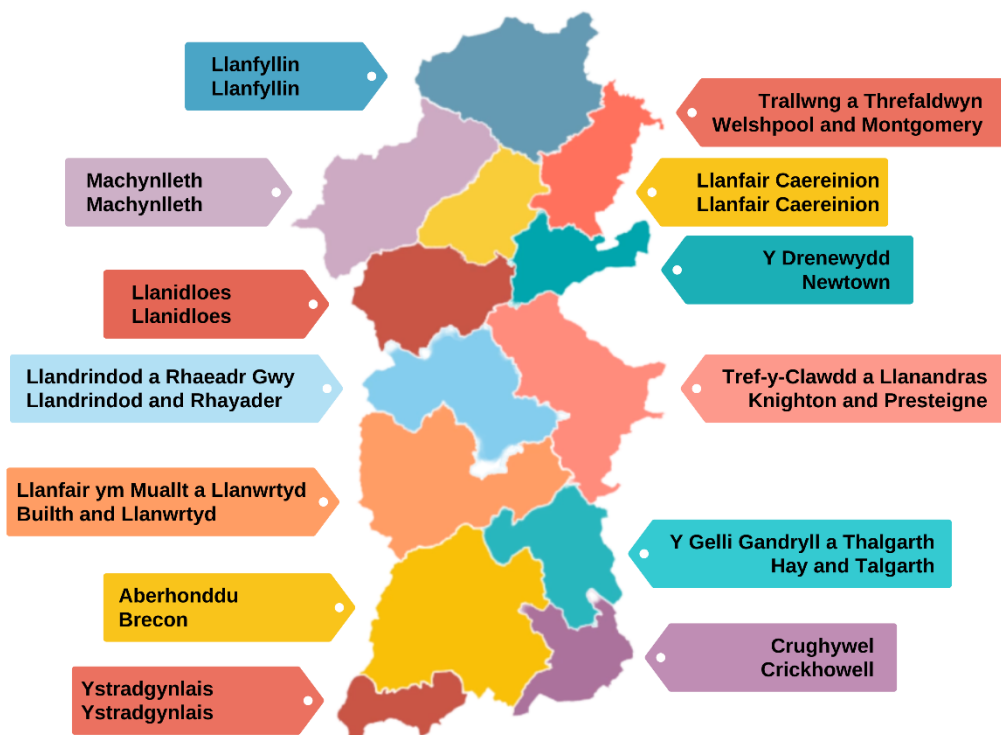 Llanfyllin
Llanfyllin
Trallwng a Threfaldwyn
Welshpool and Montgomery
Machynlleth
Machynlleth
Llanfair Caereinion
Llanfair Caereinion
Y Drenewydd
Newtown
Llanidloes
Llanidloes
Llandrindod a Rhaeadr Gwy
Llandrindod and Rhayader
Tref-y-Clawdd a Llanandras
Knighton and Presteigne
Llanfair ym Muallt a Llanwrtyd
Builth and Llanwrtyd
Y Gelli Gandryll a Thalgarth
Hay and Talgarth
Aberhonddu
Brecon
Crughywel
Crickhowell
Ystradgynlais
Ystradgynlais